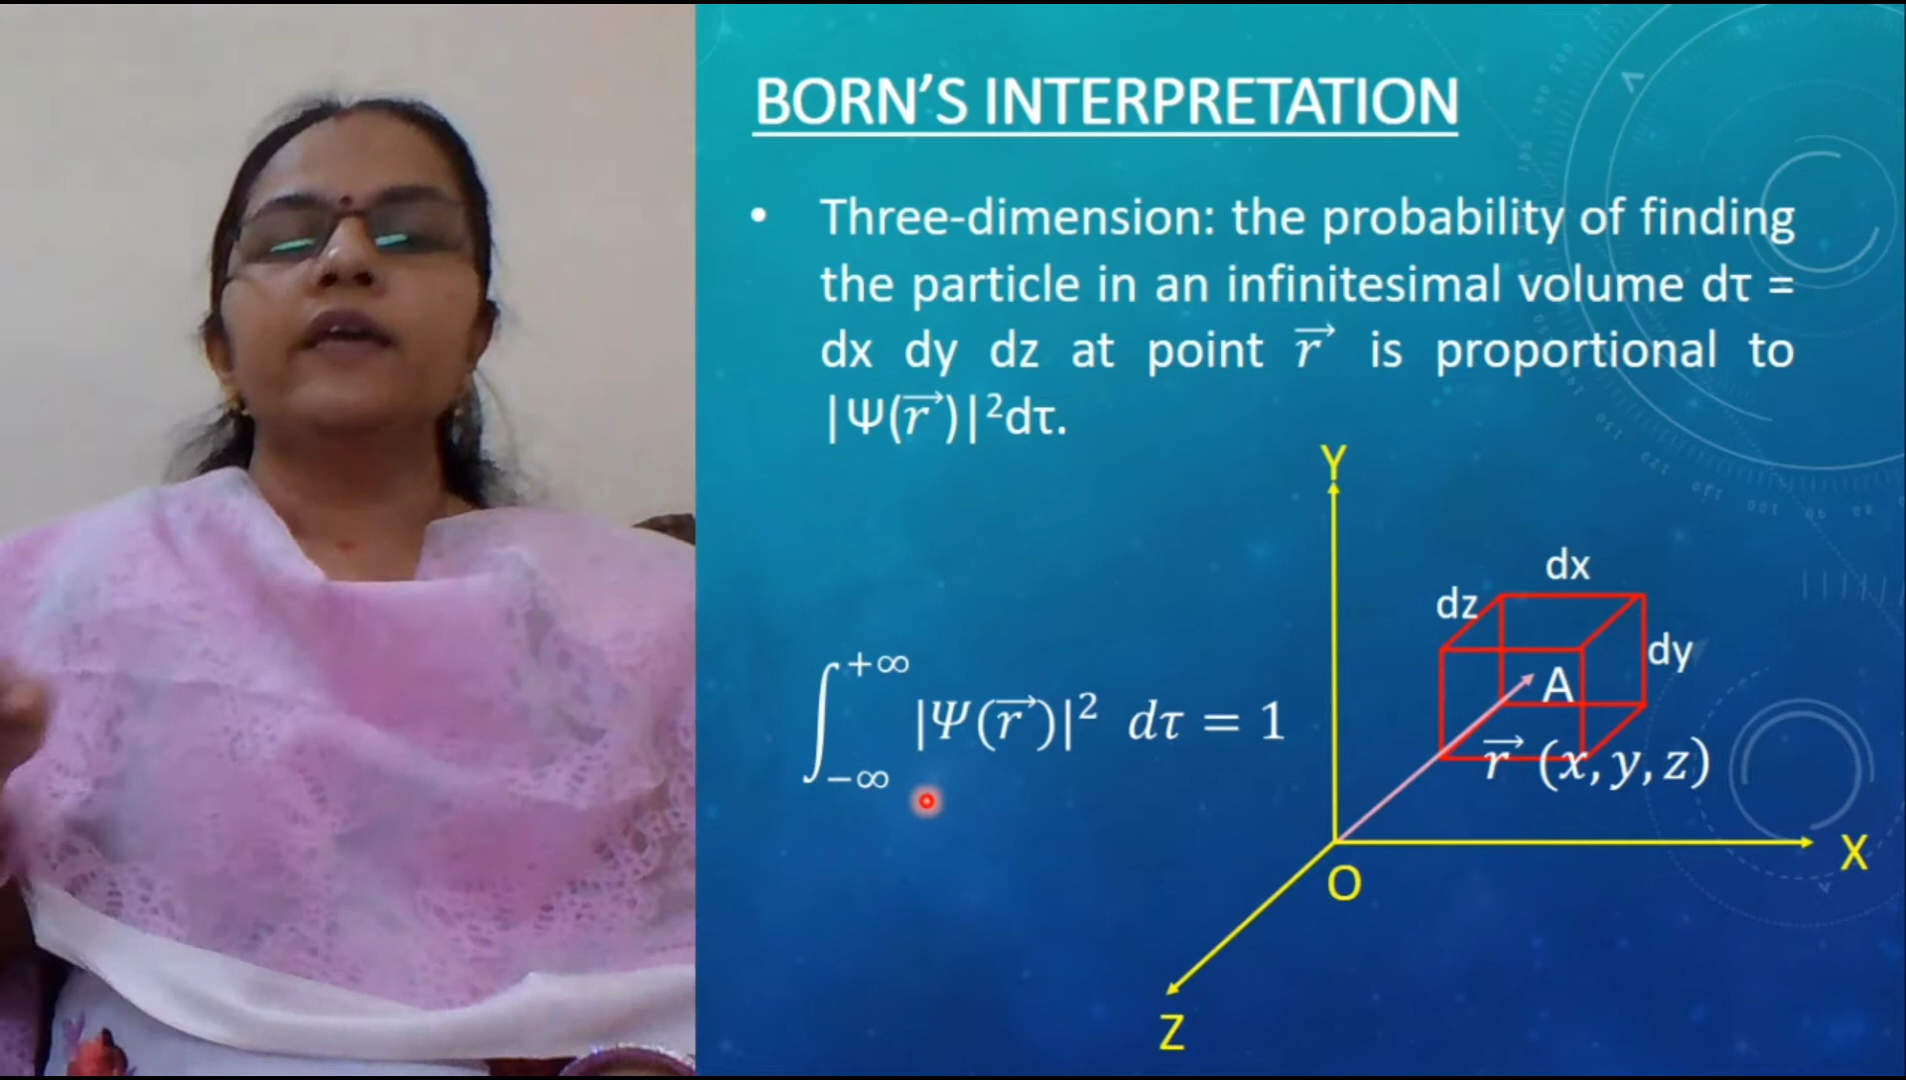 BORN’S INTERPRETATION
• Three-dimension: the probability of finding
the particle in an infinitesimal volume dτ =
dx dy dz at point r⃗ is proportional to
|Ψ(r⃗)|²dτ.
Y
dx
dz
dy
A
∫₋∞⁺∞ |Ψ(r⃗)|² dτ = 1
r⃗ (x, y, z)
X
O
Z